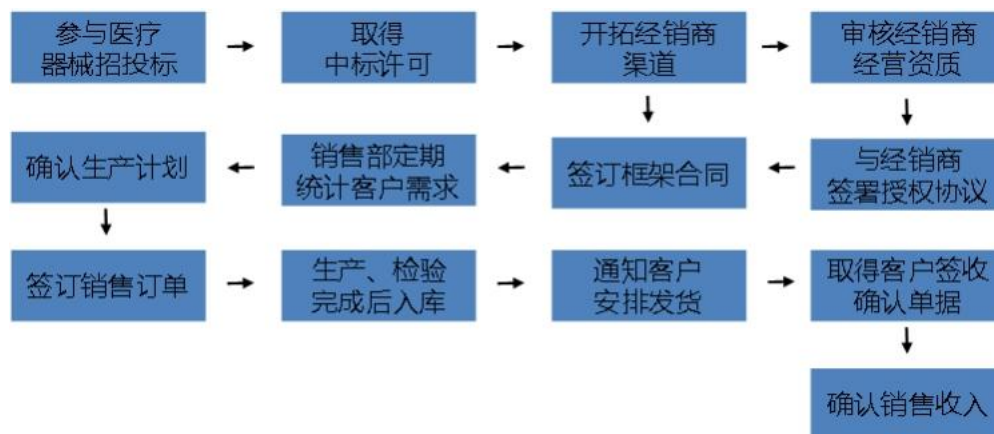 参与医疗
器械招投标
取得
中标许可
开拓经销商
渠道
审核经销商
经营资质
与经销商
签署授权协议
签订框架合同
销售部定期
统计客户需求
确认生产计划
签订销售订单
生产、检验
完成后入库
通知客户
安排发货
取得客户签收
确认单据
确认销售收入